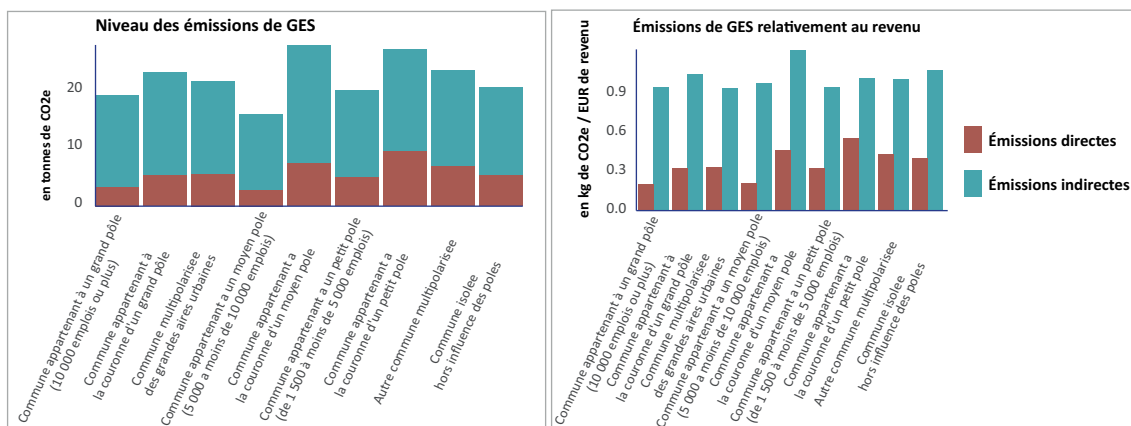 Niveau des émissions de GES
en tonnes de CO2e
20
10
0
Commune appartenant à un grand pôle
(10 000 emplois ou plus)
Commune appartenant à
la couronne d'un grand pôle
Commune multipolarisee
des grandes aires urbaines
Commune appartenant a un moyen pole
(5 000 a moins de 10 000 emplois)
Commune appartenant a
la couronne d'un moyen pole
Commune appartenant a un petit pole
(de 1 500 à moins de 5 000 emplois)
Commune appartenant a
la couronne d'un petit pole
Autre commune multipolarisee
Commune isolee
hors influence des poles
Émissions de GES relativement au revenu
en kg de CO2e / EUR de revenu
0.9
0.6
0.3
0.0
Commune appartenant à un grand pôle
(10 000 emplois ou plus)
Commune appartenant à
la couronne d'un grand pôle
Commune multipolarisee
des grandes aires urbaines
Commune appartenant a un moyen pole
(5 000 a moins de 10 000 emplois)
Commune appartenant a
la couronne d'un moyen pole
Commune appartenant a un petit pole
(de 1 500 à moins de 5 000 emplois)
Commune appartenant a
la couronne d'un petit pole
Autre commune multipolarisee
Commune isolee
hors influence des poles
Émissions directes
Émissions indirectes